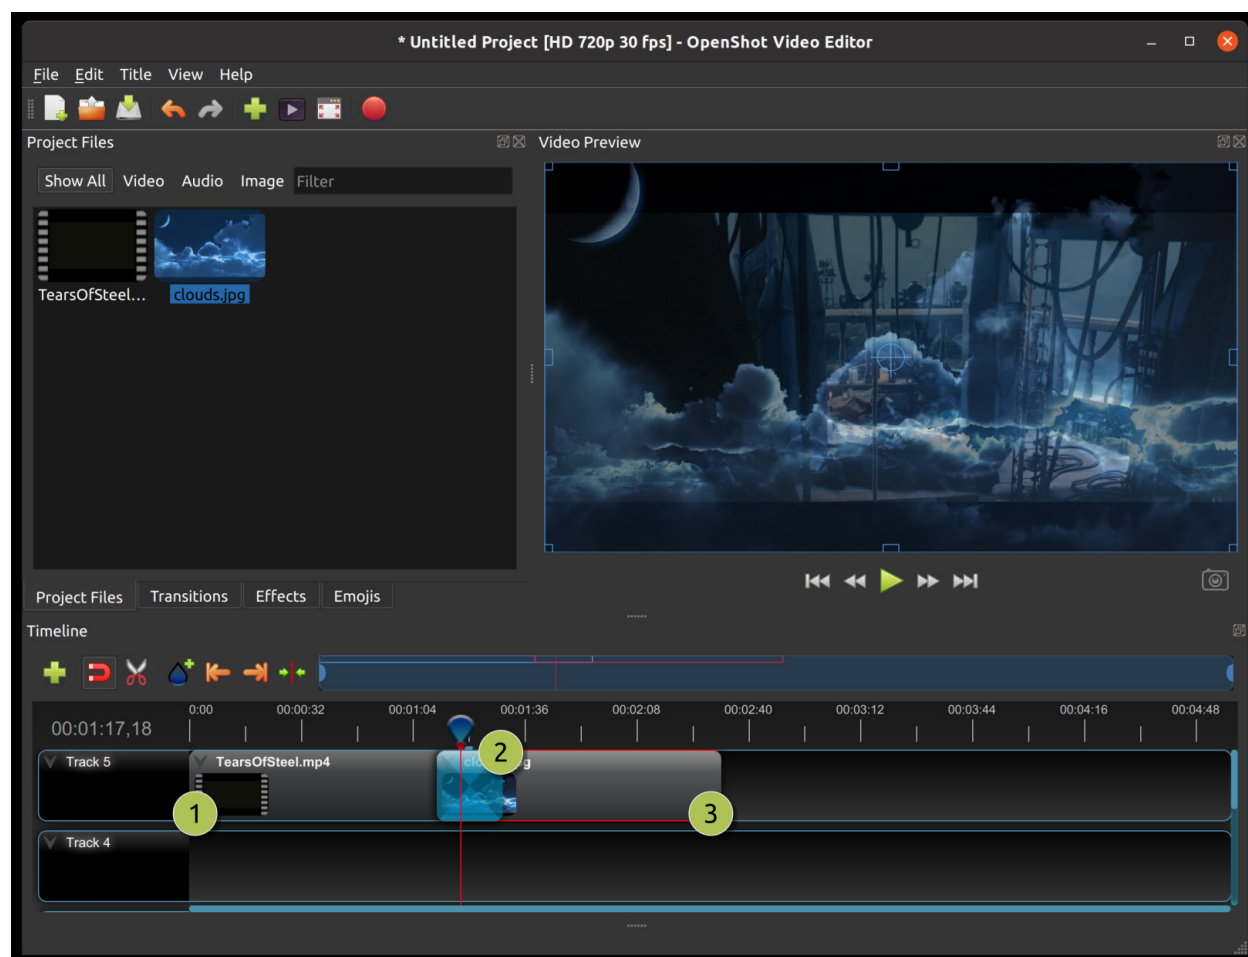 * Untitled Project [HD 720p 30 fps] - OpenShot Video Editor
File Edit Title View Help
Project Files
Video Preview
Show All Video Audio Image Filter
TearsOfSteel... clouds.jpg
Project Files Transitions Effects Emojis
Timeline
00:01:17,18
0:00 00:00:32 00:01:04 00:01:36 00:02:08 00:02:40 00:03:12 00:03:44 00:04:16 00:04:48
Track 5 TearsOfSteel.mp4
2
1
3
Track 4